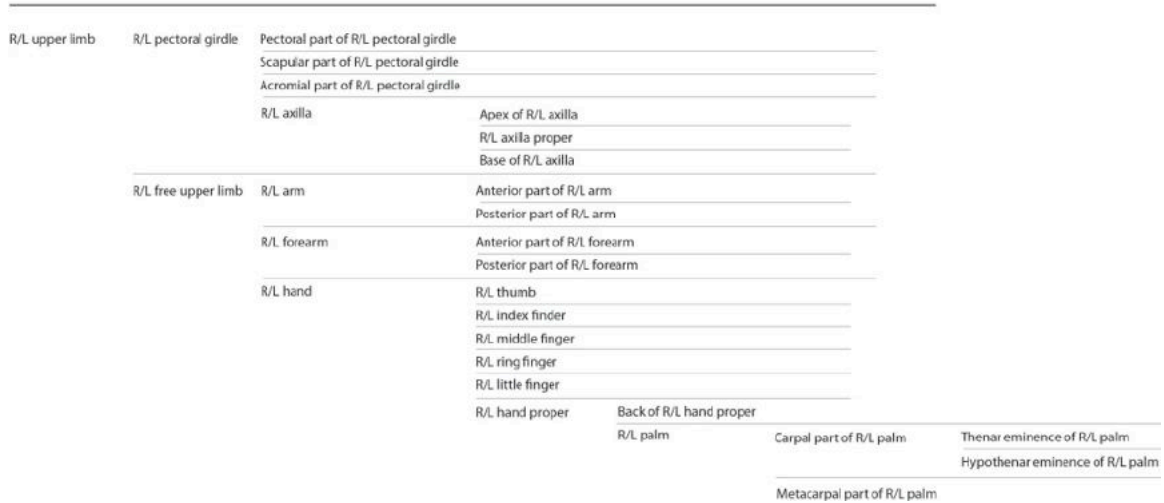 R/L upper limb R/L pectoral girdle Pectoral part of R/L pectoral girdle
Scapular part of R/L pectoral girdle
Acromial part of R/L pectoral girdle
R/L axilla Apex of R/L axilla
R/L axilla proper
Base of R/L axilla
R/L free upper limb R/L arm Anterior part of R/L arm
Posterior part of R/L arm
R/L forearm Anterior part of R/L forearm
Posterior part of R/L forearm
R/L hand R/L thumb
R/L index finder
R/L middle finger
R/L ring finger
R/L little finger
R/L hand proper Back of R/L hand proper
R/L palm Carpal part of R/L palm Thenar eminence of R/L palm
Hypothenar eminence of R/L palm
Metacarpal part of R/L palm